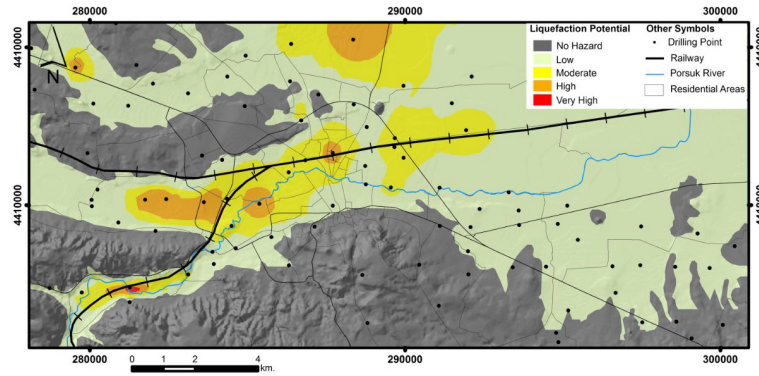 280000 290000 300000
Liquefaction Potential Other Symbols
No Hazard Drilling Point
Low Railway
Moderate Porsuk River
High Residential Areas
Very High
4410000 4410000
N
4410000 4410000
280000 290000 300000
0 1 2 4
km.